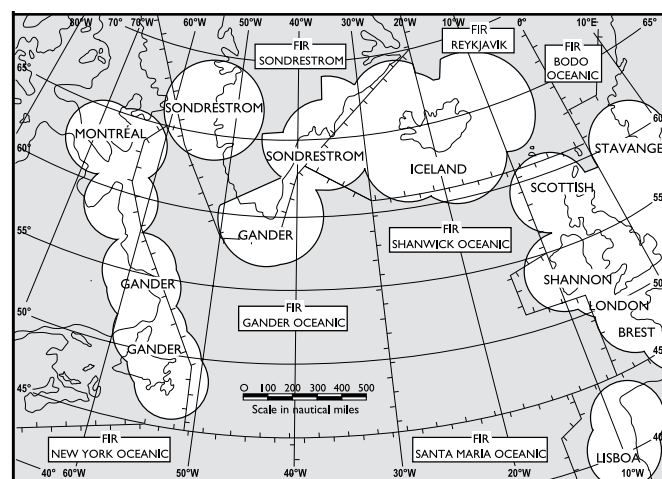 80°W 70° 60°W 50°W 40°W 30°W 20°W 10°W 0° 10°E 65°
FIR
SONDRESTROM
FIR
REYKJAVIK
FIR
BODO
OCEANIC
65°
SONDRESTROM
MONTRÉAL
60°
STAVANGE
SONDRESTROM
ICELAND
60°
SCOTTISH
55°
GANDER
FIR
SHANWICK OCEANIC
55°
GANDER
SHANNON
50°
LONDON
50°
FIR
GANDER OCEANIC
BREST
GANDER
45°
45°
0 100 200 300 400 500
Scale in nautical miles
40°
FIR
NEW YORK OCEANIC
FIR
SANTA MARIA OCEANIC
LISBOA
40° 60°W 50°W 40°W 30°W 20°W 10°W